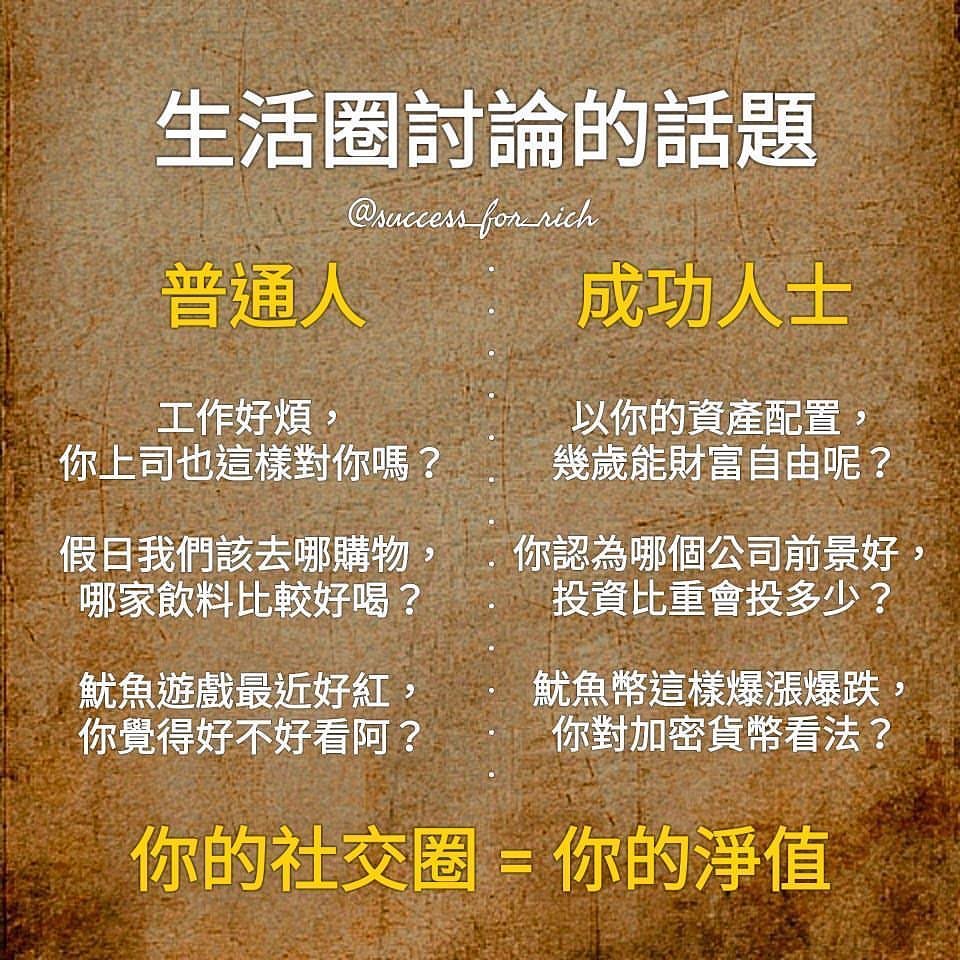 生活圈討論的話題
@success_for_rich
普通人
工作好煩，
你上司也這樣對你嗎？
假日我們該去哪購物，
哪家飲料比較好喝？
魷魚遊戲最近好紅，
你覺得好不好看阿？
成功人士
以你的資產配置，
幾歲能財富自由呢？
你認為哪個公司前景好，
投資比重會投多少？
魷魚幣這樣爆漲爆跌，
你對加密貨幣看法？
你的社交圈 = 你的淨值